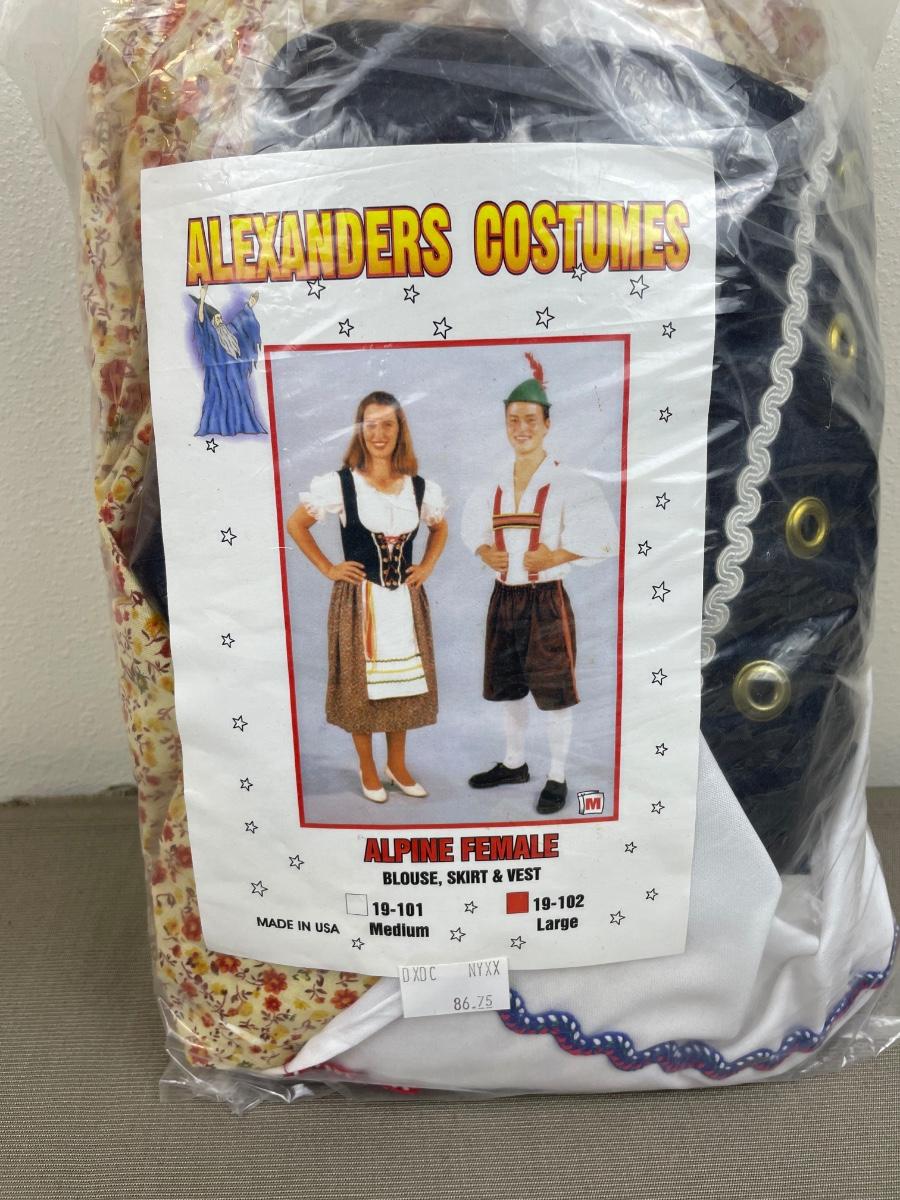 ALEXANDERS COSTUMES
M
ALPINE FEMALE
BLOUSE, SKIRT & VEST
19-101 19-102
MADE IN USA Medium Large
DXDC NYXX
86.75